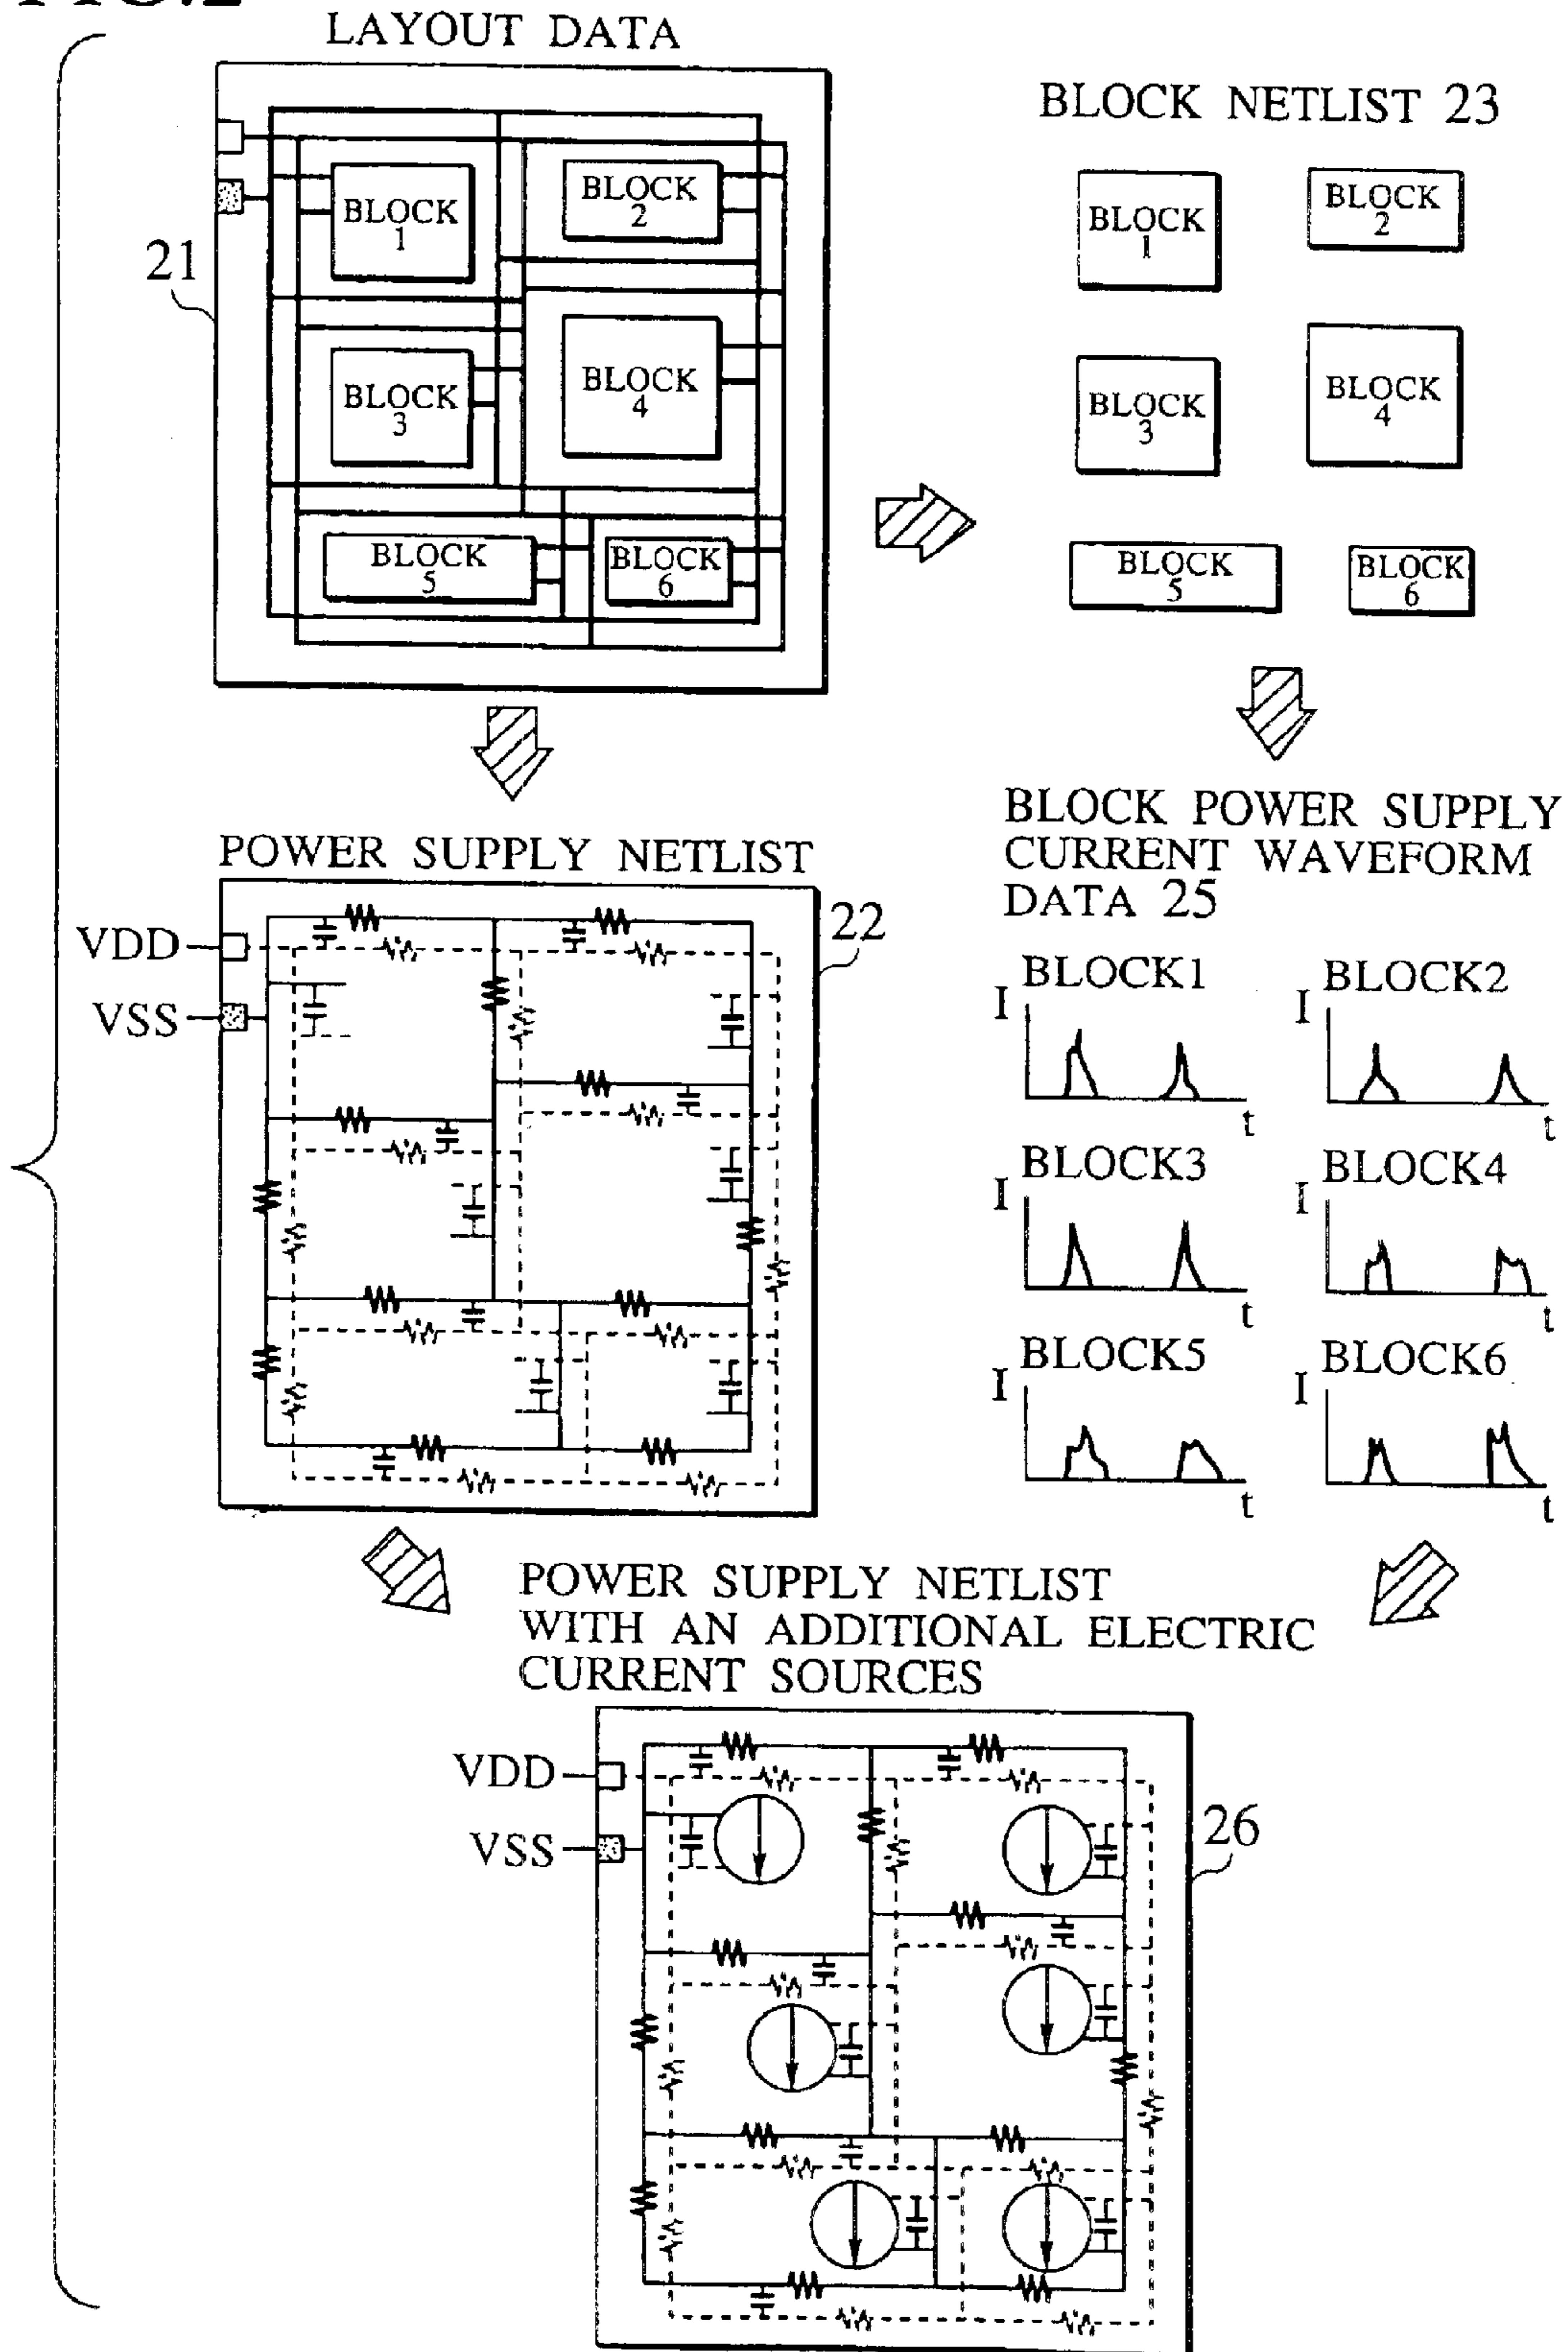 FIG.2
LAYOUT DATA
BLOCK NETLIST 23
BLOCK
1
BLOCK
2
BLOCK
3
BLOCK
4
BLOCK
5
BLOCK
6
21
BLOCK
1
BLOCK
2
BLOCK
3
BLOCK
4
BLOCK
5
BLOCK
6
POWER SUPPLY NETLIST
22
VDD
VSS
BLOCK POWER SUPPLY
CURRENT WAVEFORM
DATA 25
BLOCK1
I
t
BLOCK2
I
t
BLOCK3
I
t
BLOCK4
I
t
BLOCK5
I
t
BLOCK6
I
t
POWER SUPPLY NETLIST
WITH AN ADDITIONAL ELECTRIC
CURRENT SOURCES
VDD
VSS
26